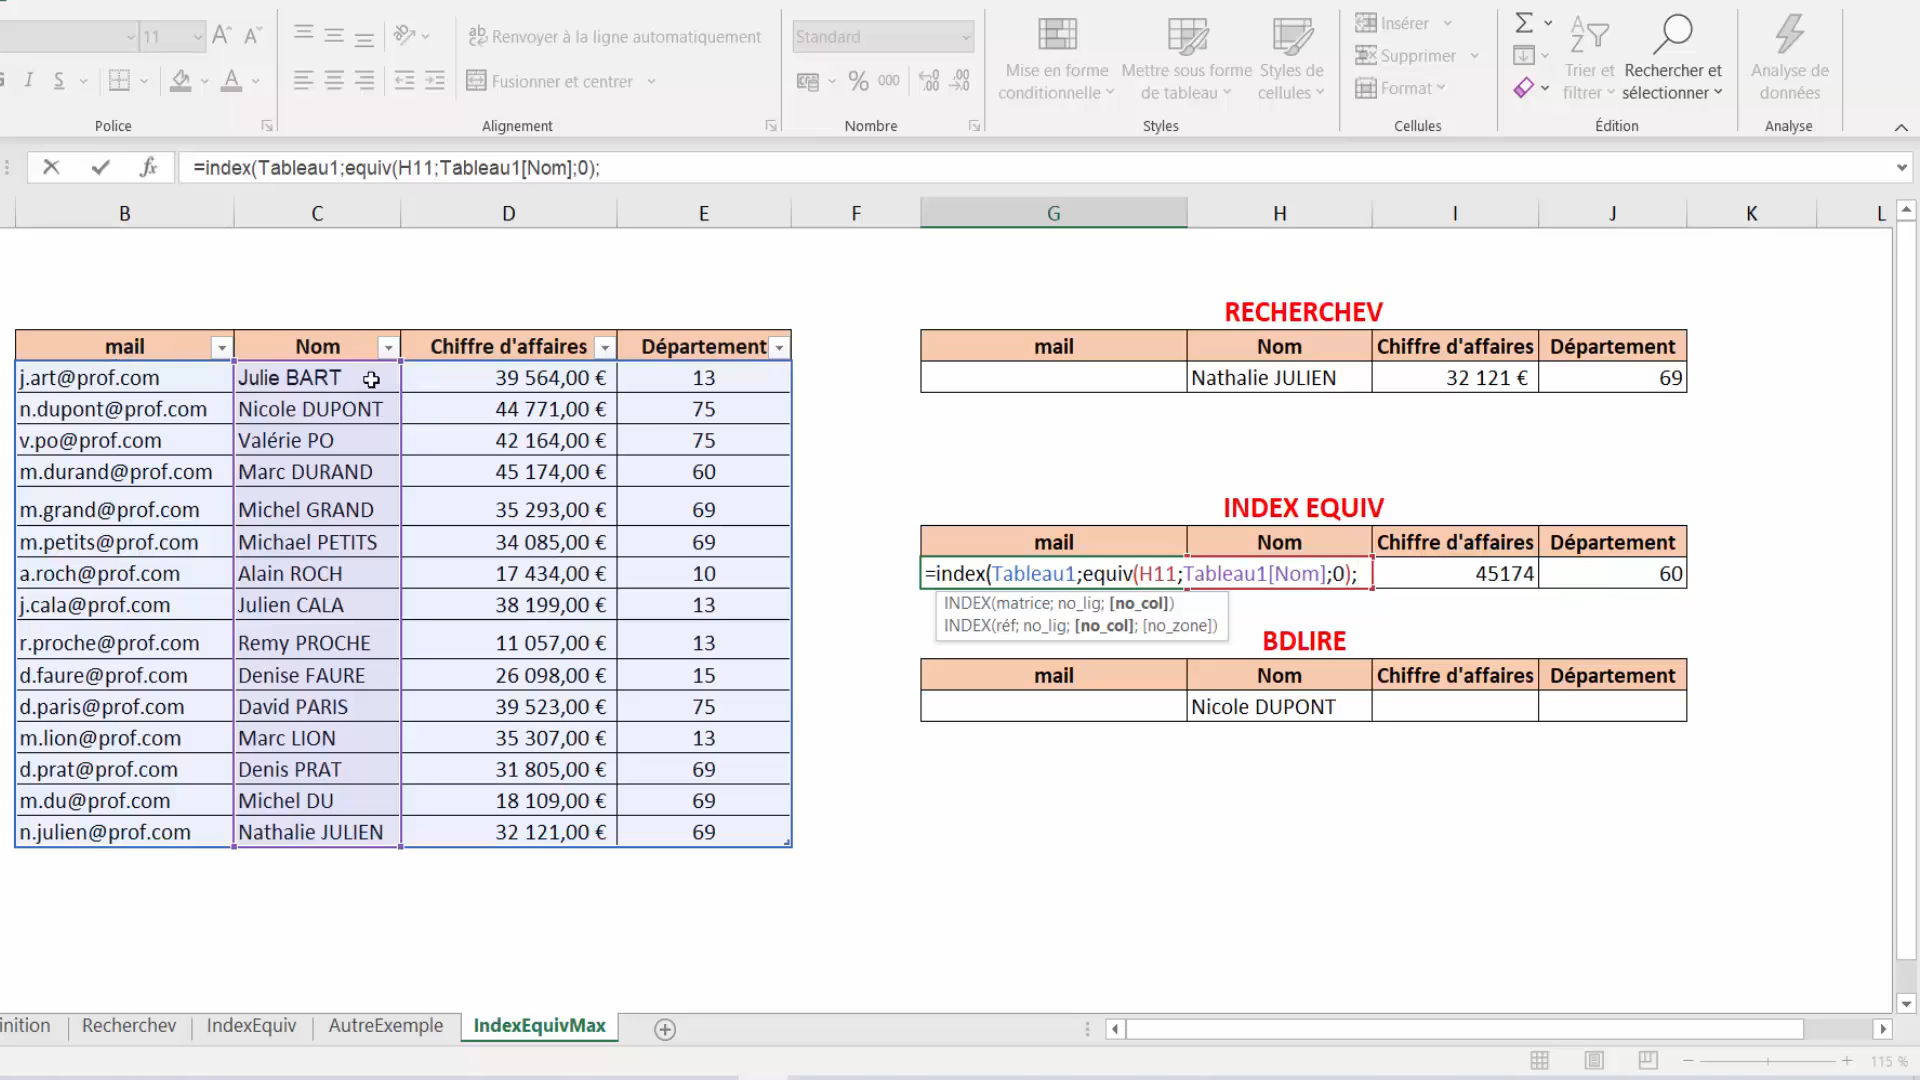 11
Renvoyer à la ligne automatiquement
Standard
Insérer
Supprimer
Format
I S A
Fusionner et centrer
% 000
Mise en forme conditionnelle
Mettre sous forme de tableau
Styles de cellules
Trier et filtrer
Rechercher et sélectionner
Analyse de données
Police
Alignement
Nombre
Styles
Cellules
Édition
Analyse
fx =index(Tableau1;equiv(H11;Tableau1[Nom];0);
B C D E F G H I J K L
RECHERCHEV
mail Nom Chiffre d'affaires Département
j.art@prof.com Julie BART 39 564,00 € 13
n.dupont@prof.com Nicole DUPONT 44 771,00 € 75
v.po@prof.com Valérie PO 42 164,00 € 75
m.durand@prof.com Marc DURAND 45 174,00 € 60
m.grand@prof.com Michel GRAND 35 293,00 € 69
m.petits@prof.com Michael PETITS 34 085,00 € 69
a.roch@prof.com Alain ROCH 17 434,00 € 10
j.cala@prof.com Julien CALA 38 199,00 € 13
r.proche@prof.com Remy PROCHE 11 057,00 € 13
d.faure@prof.com Denise FAURE 26 098,00 € 15
d.paris@prof.com David PARIS 39 523,00 € 75
m.lion@prof.com Marc LION 35 307,00 € 13
d.prat@prof.com Denis PRAT 31 805,00 € 69
m.du@prof.com Michel DU 18 109,00 € 69
n.julien@prof.com Nathalie JULIEN 32 121,00 € 69
mail Nom Chiffre d'affaires Département
Nathalie JULIEN 32 121 € 69
INDEX EQUIV
mail Nom Chiffre d'affaires Département
=index(Tableau1;equiv(H11;Tableau1[Nom];0); 45174 60
INDEX(matrice; no_lig; [no_col])
INDEX(réf; no_lig; [no_col]; [no_zone])
BDLIRE
mail Nom Chiffre d'affaires Département
Nicole DUPONT
inition Recherchev IndexEquiv AutreExemple IndexEquivMax
115 %